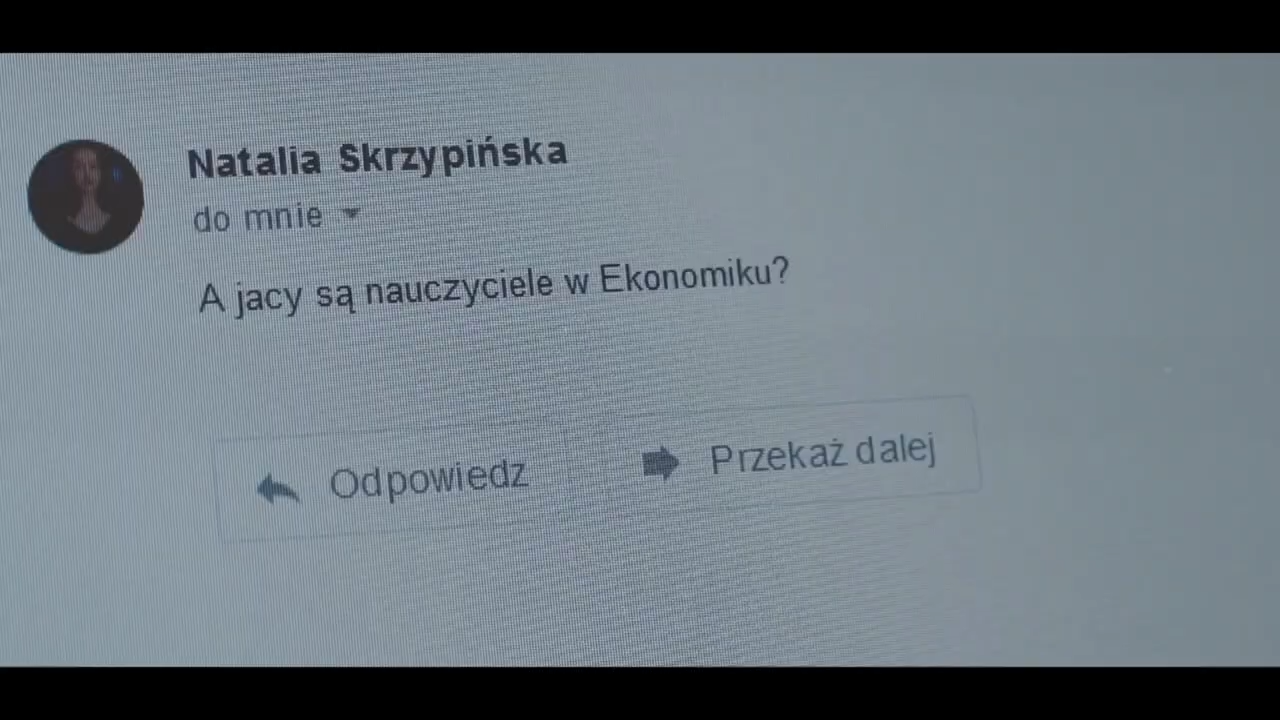 Natalia Skrzypińska
do mnie
A jacy są nauczyciele w Ekonomiku?
Odpowiedz
Przekaż dalej